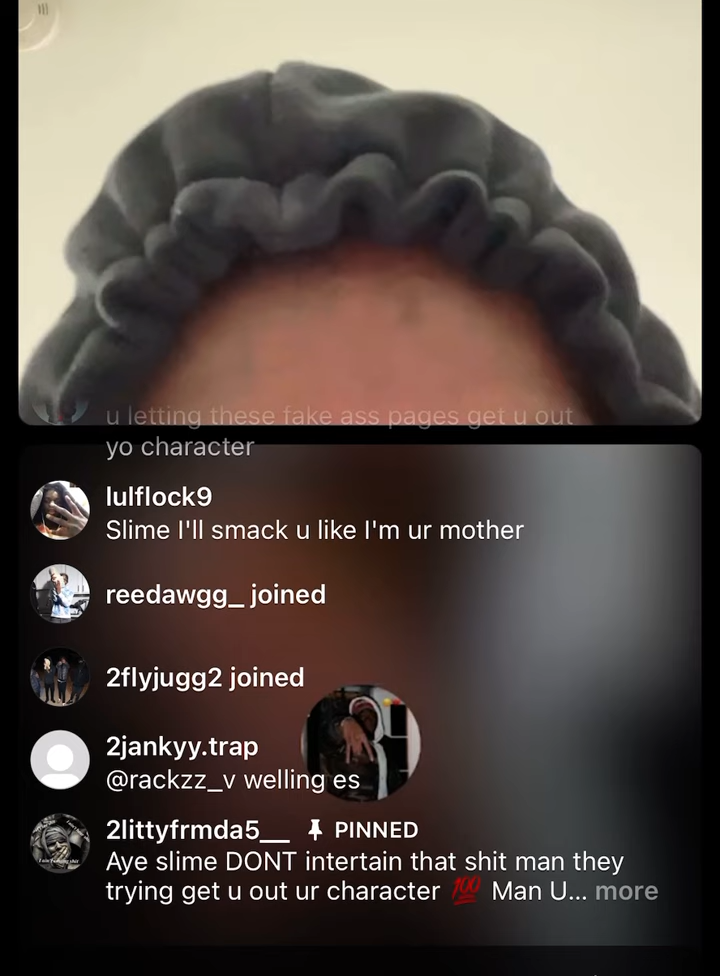 u letting these fake ass pages get u out
yo character
lulflock9
Slime I'll smack u like I'm ur mother
reedawgg_ joined
2flyjugg2 joined
2jankyy.trap
@rackzz_v welling es
2littyfrmda5__ PINNED
Aye slime DONT intertain that shit man they
trying get u out ur character 💯 Man U... more